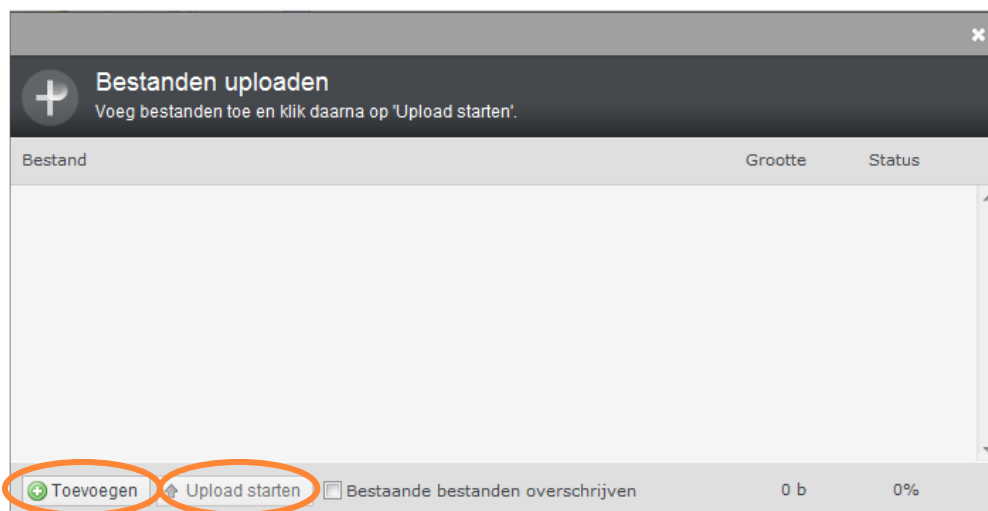 Bestanden uploaden
Voeg bestanden toe en klik daarna op 'Upload starten'.
Bestand Grootte Status
Toevoegen Upload starten Bestaande bestanden overschrijven 0 b 0%